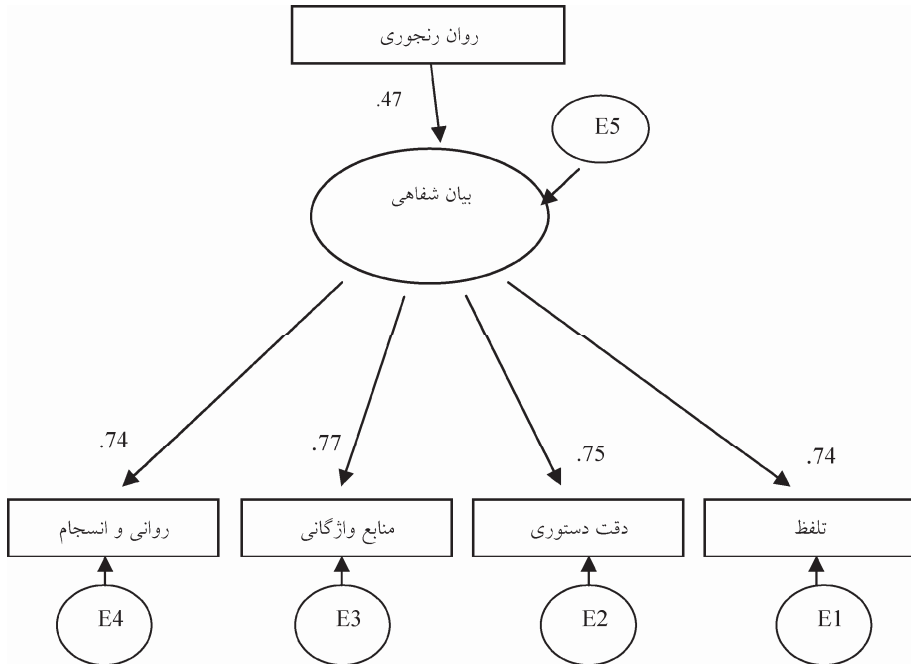 روان رنجوری
.47
E5
بیان شفاهی
.74
.75
.77
.74
تلفظ
دقت دستوری
منابع واژگانی
روانی و انسجام
E1
E2
E3
E4